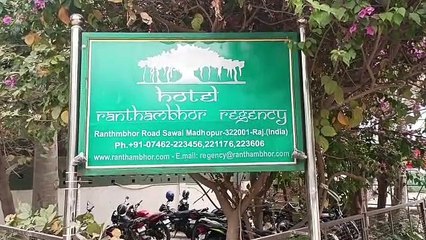 hotel
ranthambhor regency
Ranthmbhor Road Sawai Madhopur-322001-Raj.(India)
Ph.+91-07462-223456,221176,223606
www.ranthambhor.com - E.mail: regency@ranthambhor.com